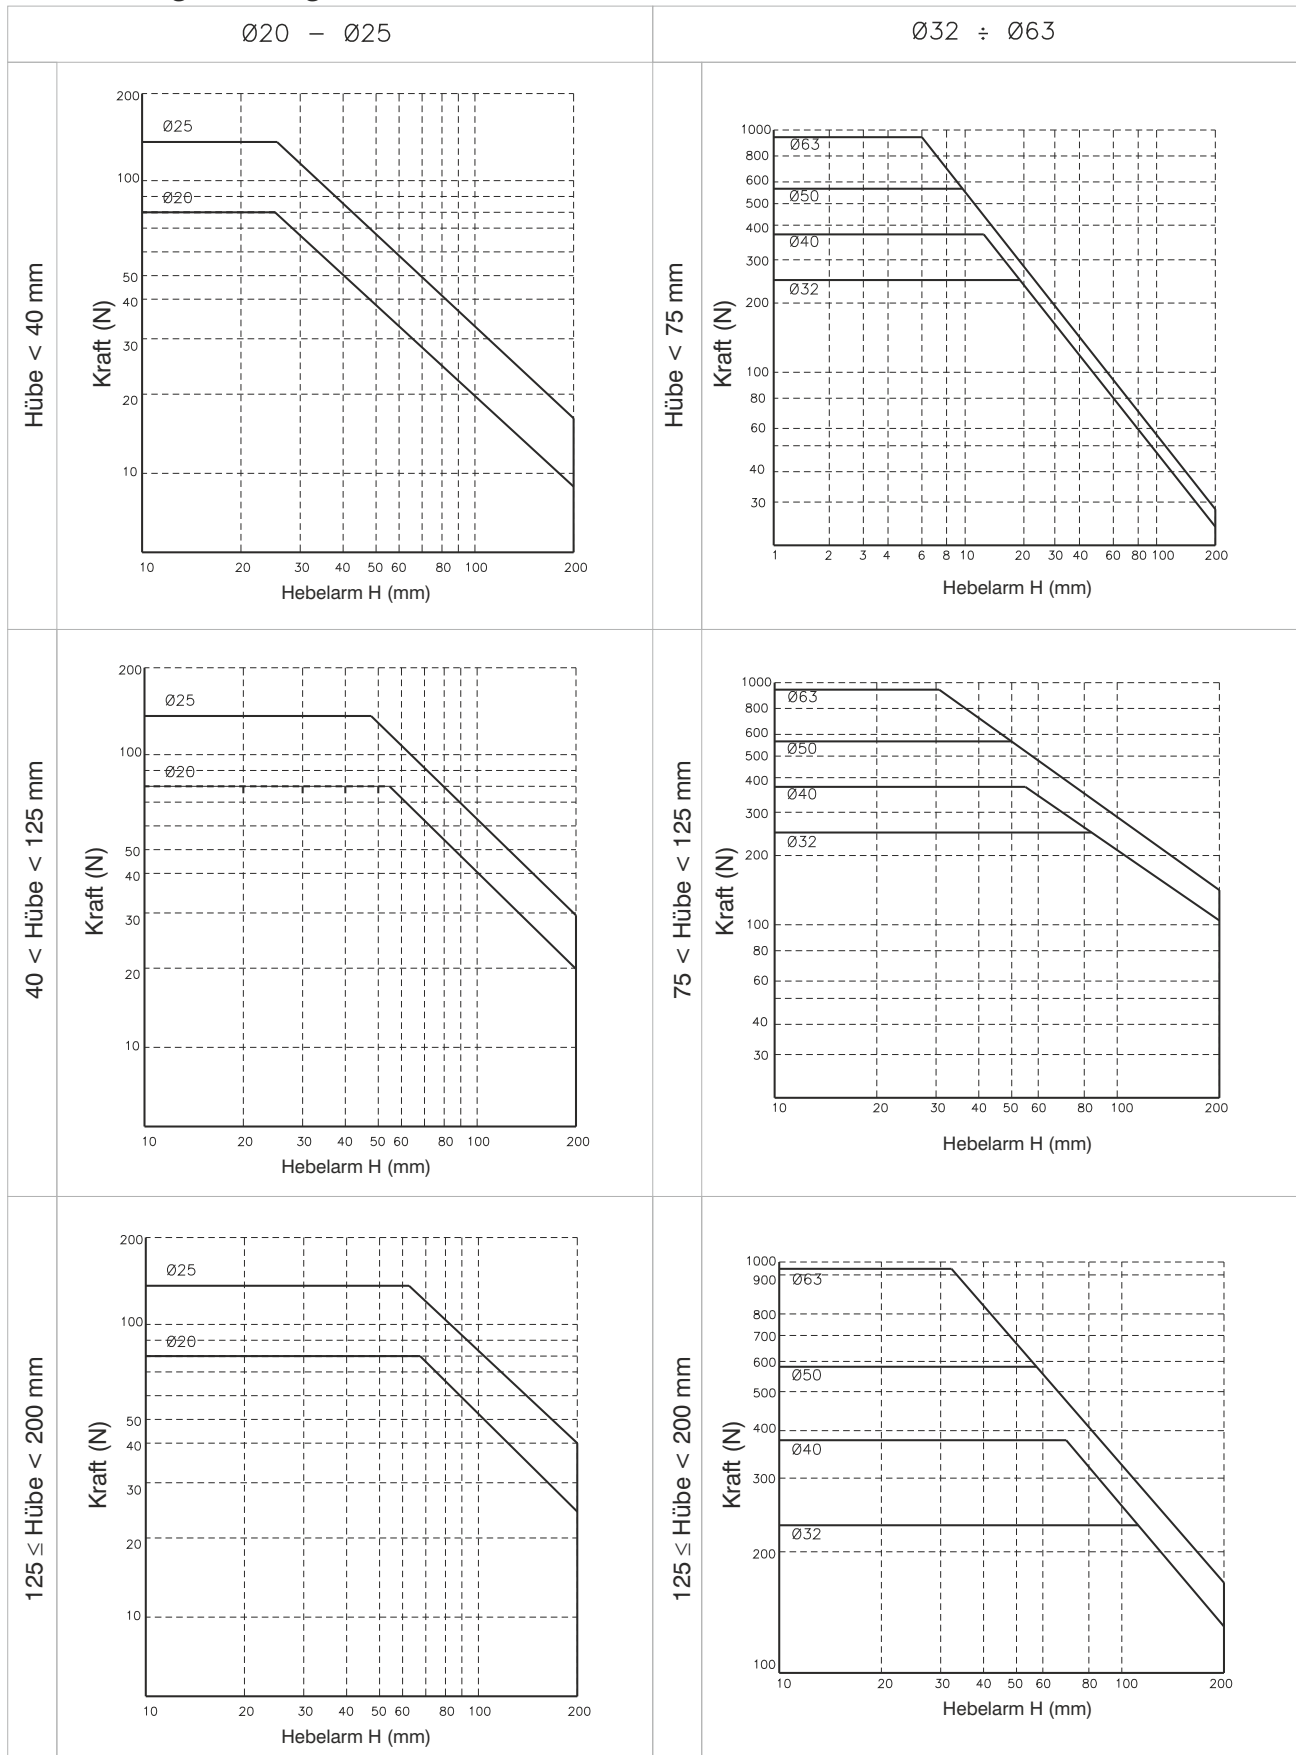 Ø20 – Ø25
Ø32 ÷ Ø63
Hübe < 40 mm
Kraft (N)
200
100
50
40
30
20
10
Ø25
Ø20
10 20 30 40 50 60 80 100 200
Hebelarm H (mm)
Hübe < 75 mm
Kraft (N)
1000
800
600
500
400
300
200
100
80
60
40
30
Ø63
Ø50
Ø40
Ø32
1 2 3 4 6 8 10 20 30 40 60 80 100 200
Hebelarm H (mm)
40 < Hübe < 125 mm
Kraft (N)
200
100
50
40
30
20
10
Ø25
Ø20
10 20 30 40 50 60 80 100 200
Hebelarm H (mm)
75 < Hübe < 125 mm
Kraft (N)
1000
800
600
500
400
300
200
100
80
60
40
30
Ø63
Ø50
Ø40
Ø32
10 20 30 40 50 60 80 100 200
Hebelarm H (mm)
125 ≤ Hübe < 200 mm
Kraft (N)
200
100
50
40
30
20
10
Ø25
Ø20
10 20 30 40 50 60 80 100 200
Hebelarm H (mm)
125 ≤ Hübe < 200 mm
Kraft (N)
1000
900
800
700
600
500
400
300
200
100
Ø63
Ø50
Ø40
Ø32
10 20 30 40 50 60 80 100 200
Hebelarm H (mm)